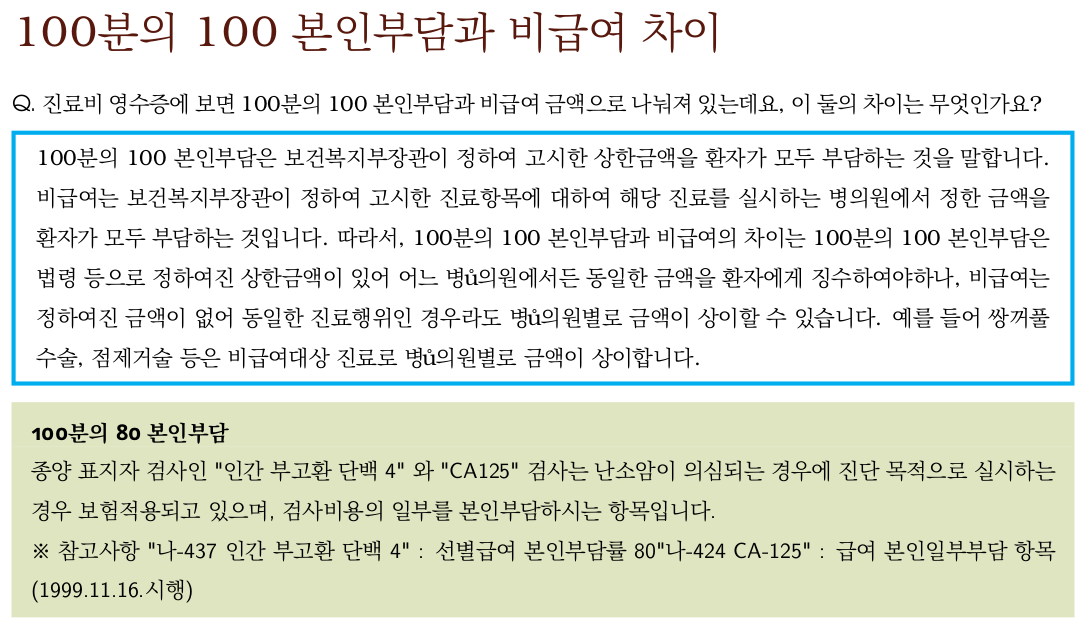 100분의 100 본인부담과 비급여 차이
Q. 진료비 영수증에 보면 100분의 100 본인부담과 비급여 금액으로 나눠져 있는데요, 이 둘의 차이는 무엇인가요?
100분의 100 본인부담은 보건복지부장관이 정하여 고시한 상한금액을 환자가 모두 부담하는 것을 말합니다.
비급여는 보건복지부장관이 정하여 고시한 진료항목에 대하여 해당 진료를 실시하는 병의원에서 정한 금액을
환자가 모두 부담하는 것입니다. 따라서, 100분의 100 본인부담과 비급여의 차이는 100분의 100 본인부담은
법령 등으로 정하여진 상한금액이 있어 어느 병ů의원에서든 동일한 금액을 환자에게 징수하여야하나, 비급여는
정하여진 금액이 없어 동일한 진료행위인 경우라도 병ů의원별로 금액이 상이할 수 있습니다. 예를 들어 쌍꺼풀
수술, 점제거술 등은 비급여대상 진료로 병ů의원별로 금액이 상이합니다.
100분의 80 본인부담
종양 표지자 검사인 "인간 부고환 단백 4" 와 "CA125" 검사는 난소암이 의심되는 경우에 진단 목적으로 실시하는
경우 보험적용되고 있으며, 검사비용의 일부를 본인부담하시는 항목입니다.
※ 참고사항 "나-437 인간 부고환 단백 4" : 선별급여 본인부담률 80"나-424 CA-125" : 급여 본인일부부담 항목
(1999.11.16.시행)